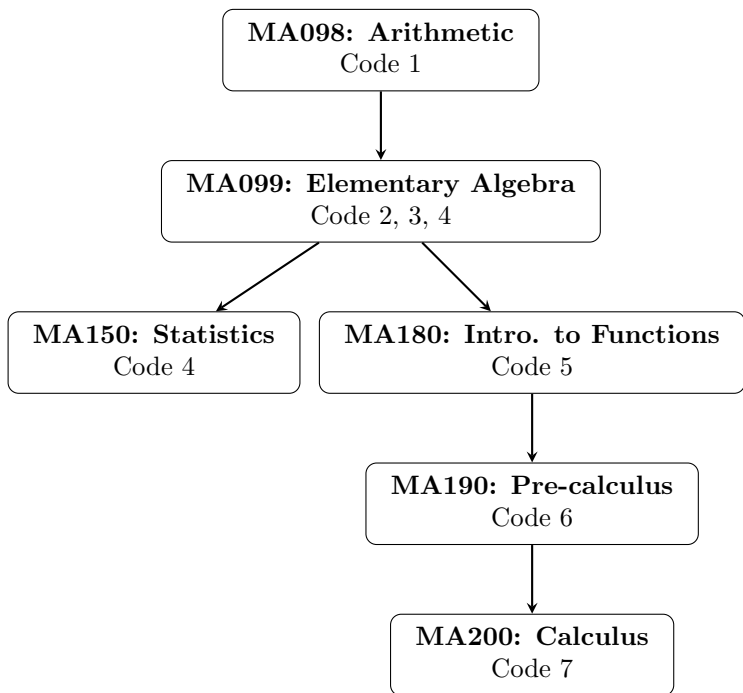 MA098: Arithmetic
Code 1
MA099: Elementary Algebra
Code 2, 3, 4
MA150: Statistics
Code 4
MA180: Intro. to Functions
Code 5
MA190: Pre-calculus
Code 6
MA200: Calculus
Code 7